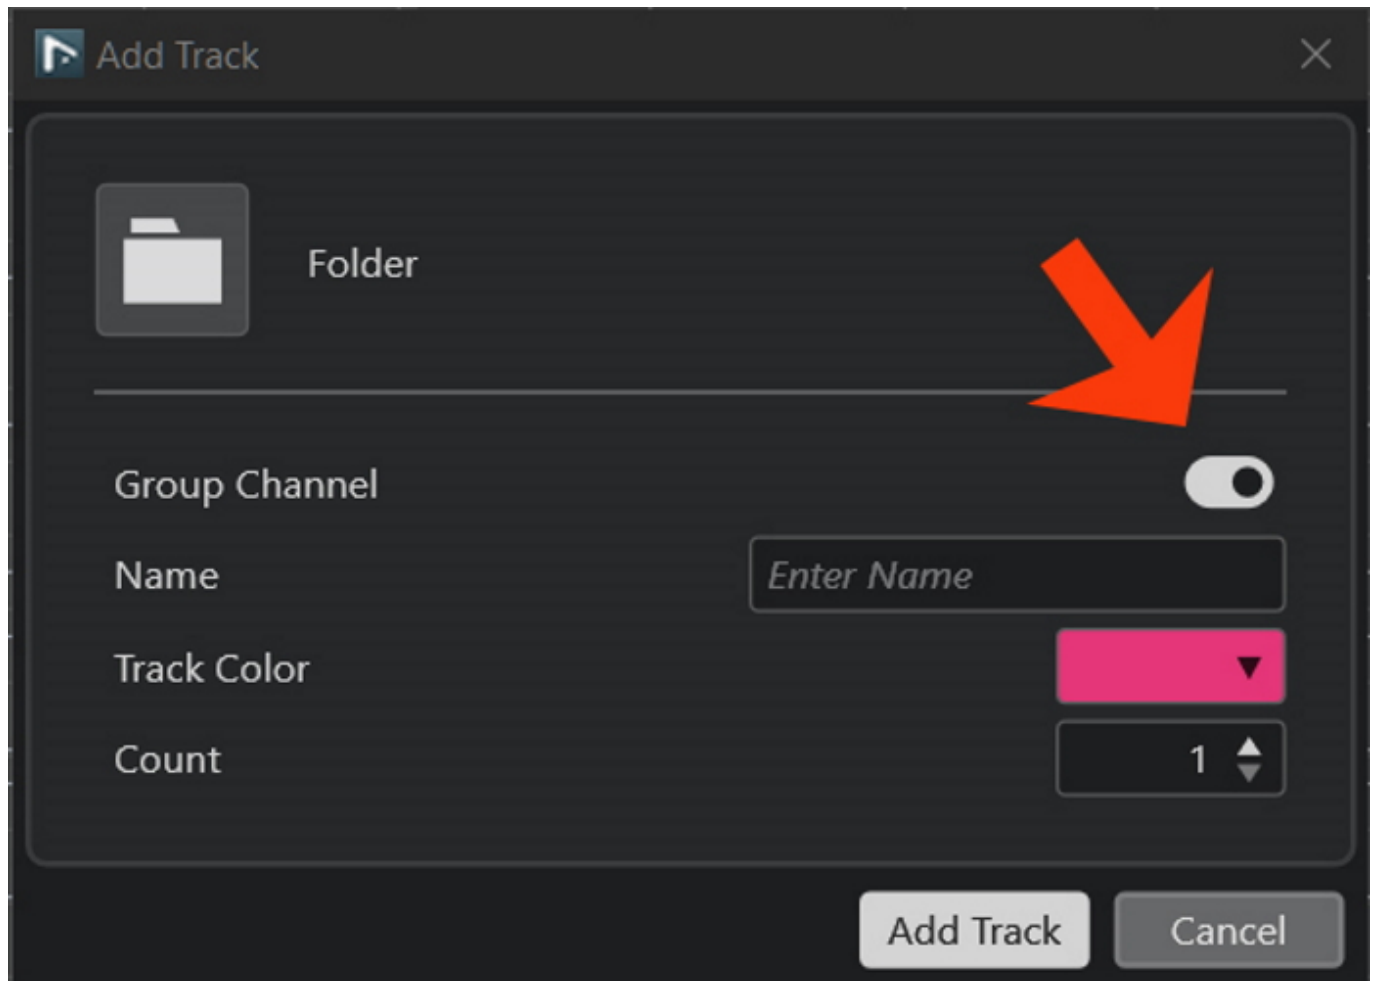 Add Track
Folder
Group Channel
Name Enter Name
Track Color
Count 1
Add Track Cancel